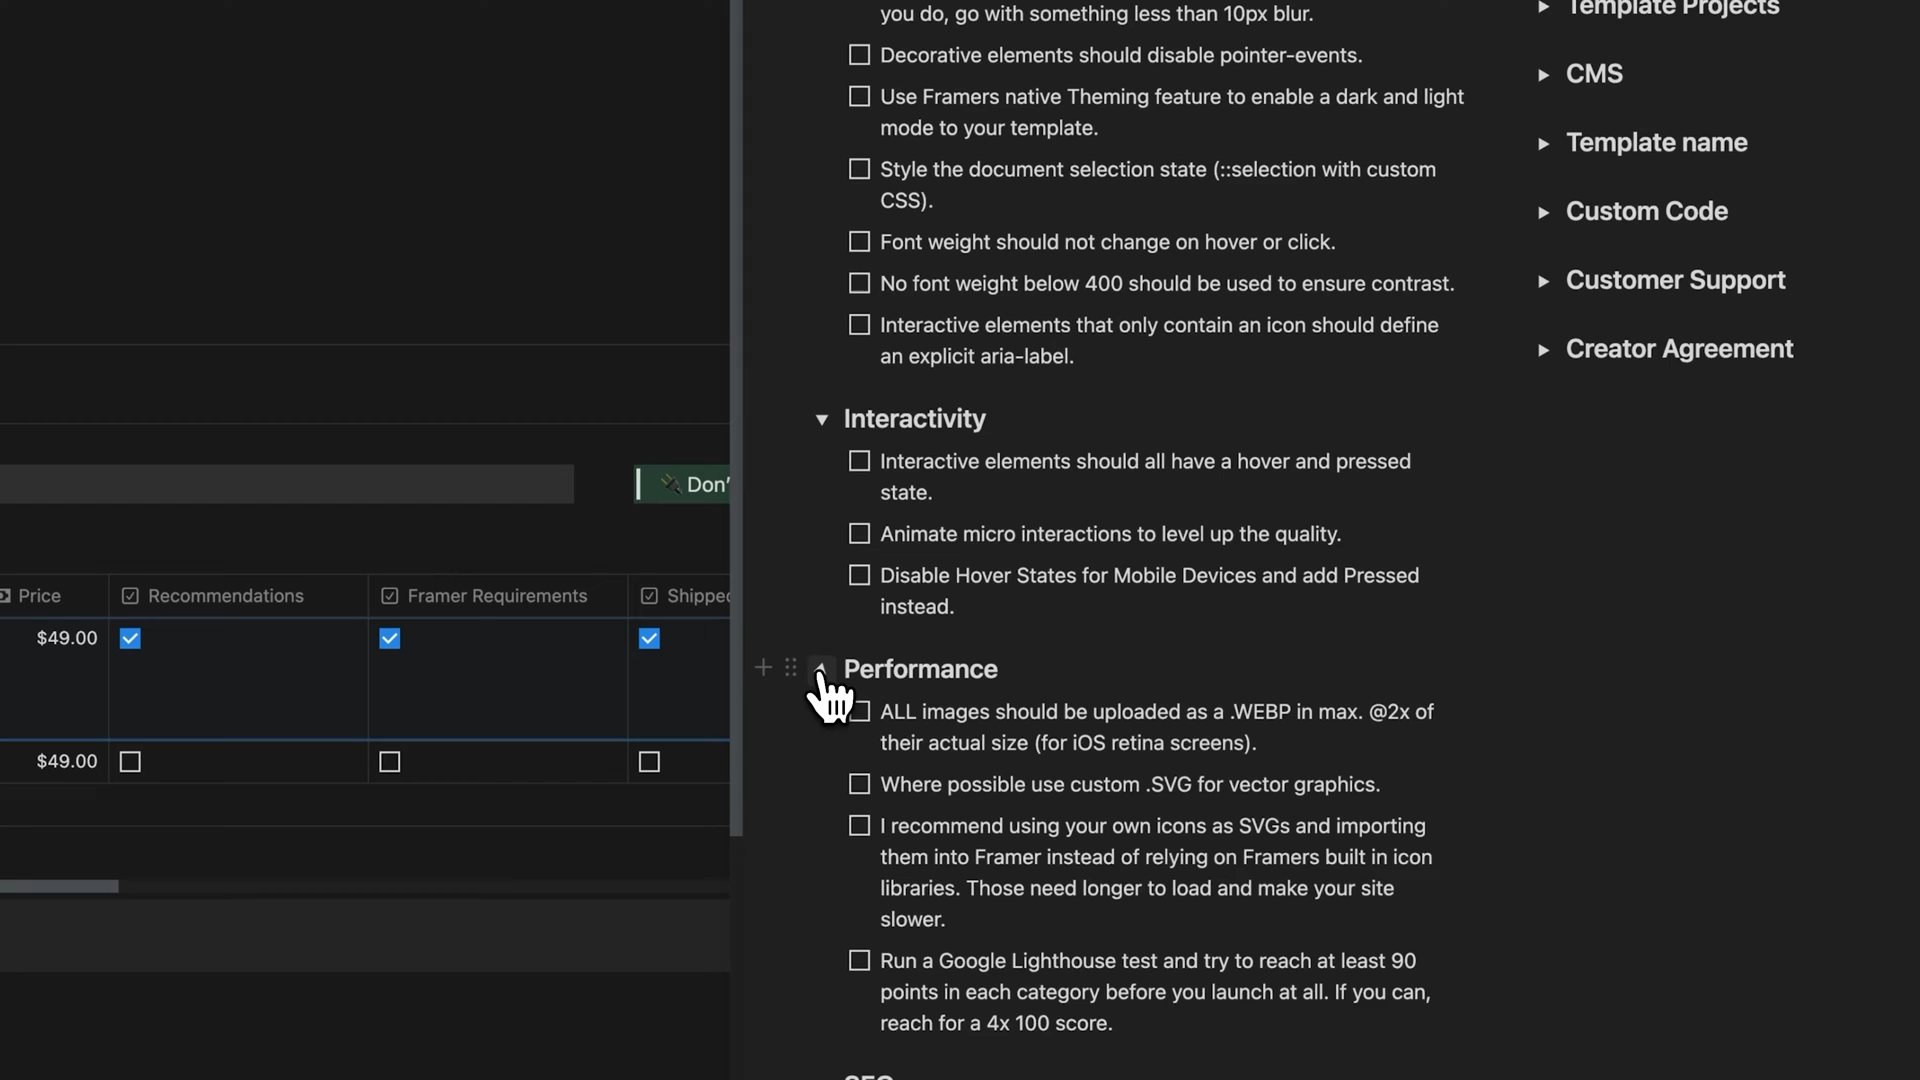 you do, go with something less than 10px blur.
Decorative elements should disable pointer-events.
Use Framers native Theming feature to enable a dark and light
mode to your template.
Style the document selection state (::selection with custom
CSS).
Font weight should not change on hover or click.
No font weight below 400 should be used to ensure contrast.
Interactive elements that only contain an icon should define
an explicit aria-label.
Interactivity
Interactive elements should all have a hover and pressed
state.
Animate micro interactions to level up the quality.
Disable Hover States for Mobile Devices and add Pressed
instead.
Performance
ALL images should be uploaded as a .WEBP in max. @2x of
their actual size (for iOS retina screens).
Where possible use custom .SVG for vector graphics.
I recommend using your own icons as SVGs and importing
them into Framer instead of relying on Framers built in icon
libraries. Those need longer to load and make your site
slower.
Run a Google Lighthouse test and try to reach at least 90
points in each category before you launch at all. If you can,
reach for a 4x 100 score.
SEO
Template Projects
CMS
Template name
Custom Code
Customer Support
Creator Agreement
Don'
Price Recommendations Framer Requirements Shipped
$49.00
$49.00